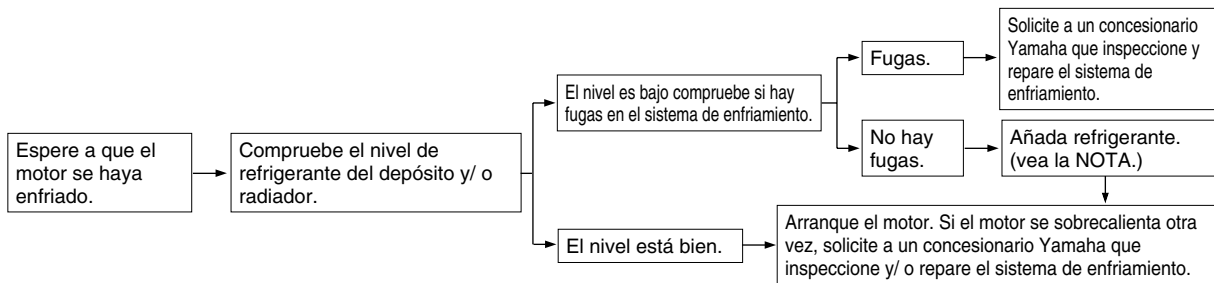 Espere a que el
motor se haya
enfriado.
Compruebe el nivel de
refrigerante del depósito y/ o
radiador.
El nivel es bajo compruebe si hay
fugas en el sistema de enfriamiento.
Fugas.
Solicite a un concesionario
Yamaha que inspeccione y
repare el sistema de
enfriamiento.
No hay
fugas.
Añada refrigerante.
(vea la NOTA.)
El nivel está bien.
Arranque el motor. Si el motor se sobrecalienta otra
vez, solicite a un concesionario Yamaha que
inspeccione y/ o repare el sistema de enfriamiento.